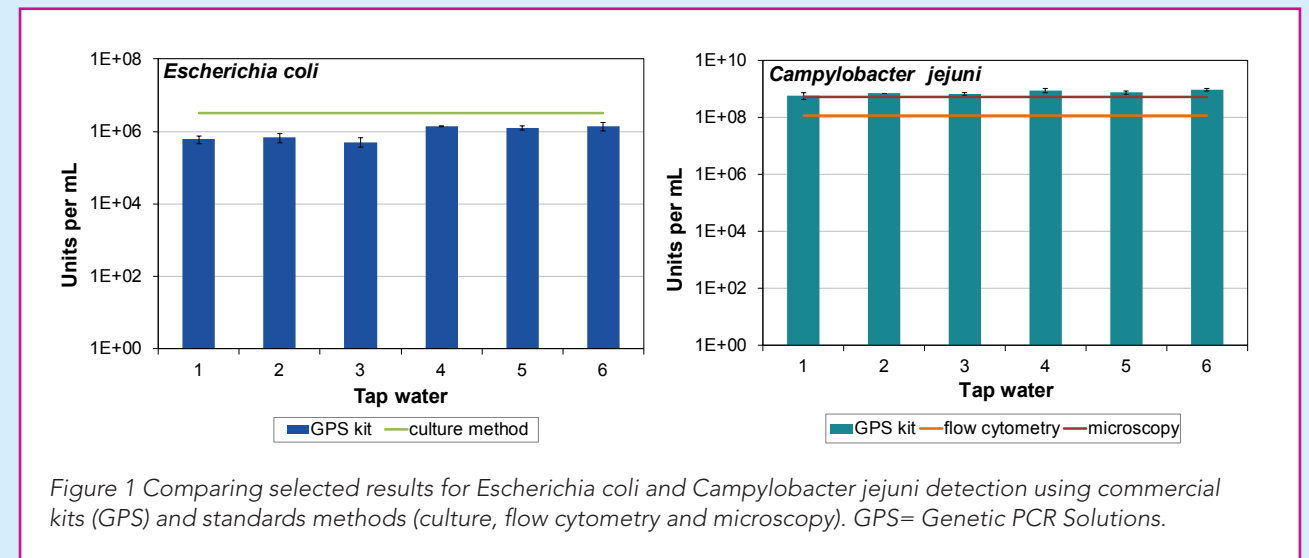 Escherichia coli
1E+08
1E+06
1E+04
1E+02
1E+00
Units per mL
1 2 3 4 5 6
Tap water
GPS kit culture method
Campylobacter jejuni
1E+10
1E+08
1E+06
1E+04
1E+02
1E+00
Units per mL
1 2 3 4 5 6
Tap water
GPS kit flow cytometry microscopy
Figure 1 Comparing selected results for Escherichia coli and Campylobacter jejuni detection using commercial
kits (GPS) and standards methods (culture, flow cytometry and microscopy). GPS= Genetic PCR Solutions.